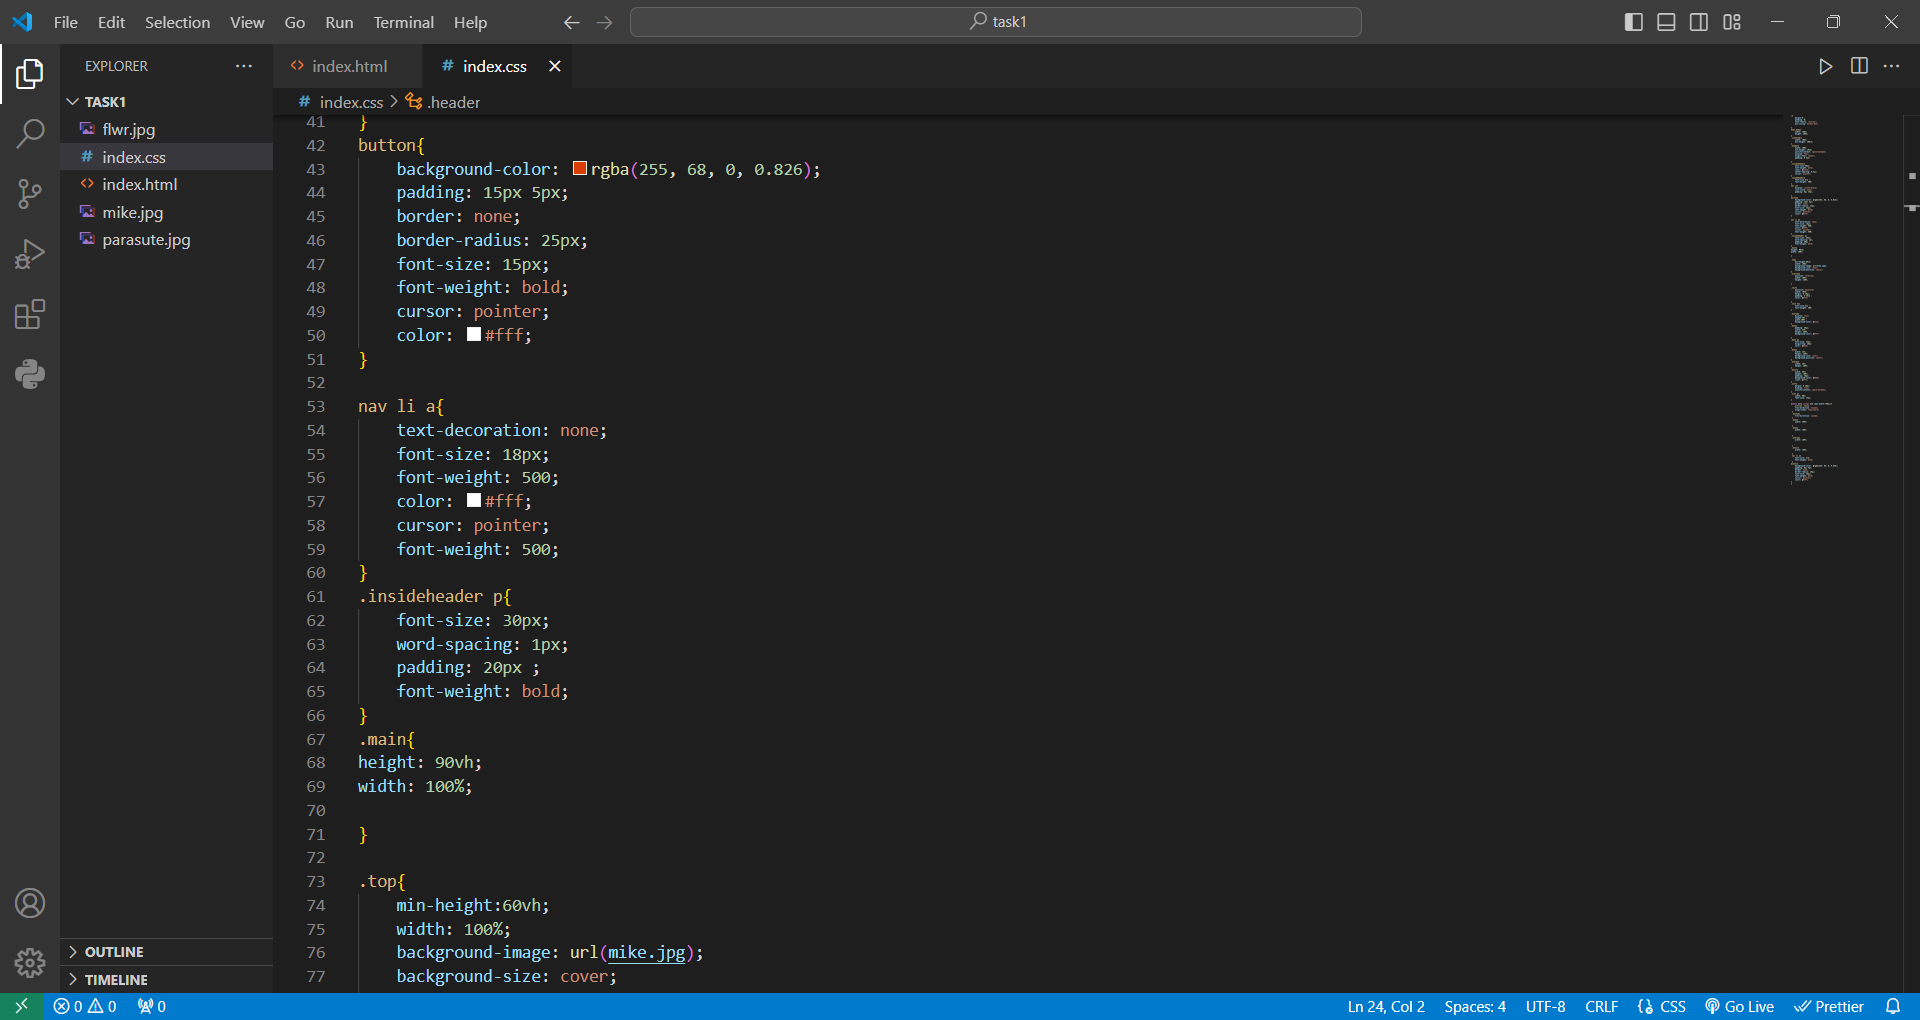 File Edit Selection View Go Run Terminal Help
task1
EXPLORER
TASK1
flwr.jpg
index.css
index.html
mike.jpg
parasute.jpg
OUTLINE
TIMELINE
index.html
# index.css
# index.css > .header
41 }
42 button{
43 background-color: rgba(255, 68, 0, 0.826);
44 padding: 15px 5px;
45 border: none;
46 border-radius: 25px;
47 font-size: 15px;
48 font-weight: bold;
49 cursor: pointer;
50 color: #fff;
51 }
52
53 nav li a{
54 text-decoration: none;
55 font-size: 18px;
56 font-weight: 500;
57 color: #fff;
58 cursor: pointer;
59 font-weight: 500;
60 }
61 .insideheader p{
62 font-size: 30px;
63 word-spacing: 1px;
64 padding: 20px ;
65 font-weight: bold;
66 }
67 .main{
68 height: 90vh;
69 width: 100%;
70
71 }
72
73 .top{
74 min-height:60vh;
75 width: 100%;
76 background-image: url(mike.jpg);
77 background-size: cover;
0 0 0
Ln 24, Col 2 Spaces: 4 UTF-8 CRLF CSS Go Live Prettier